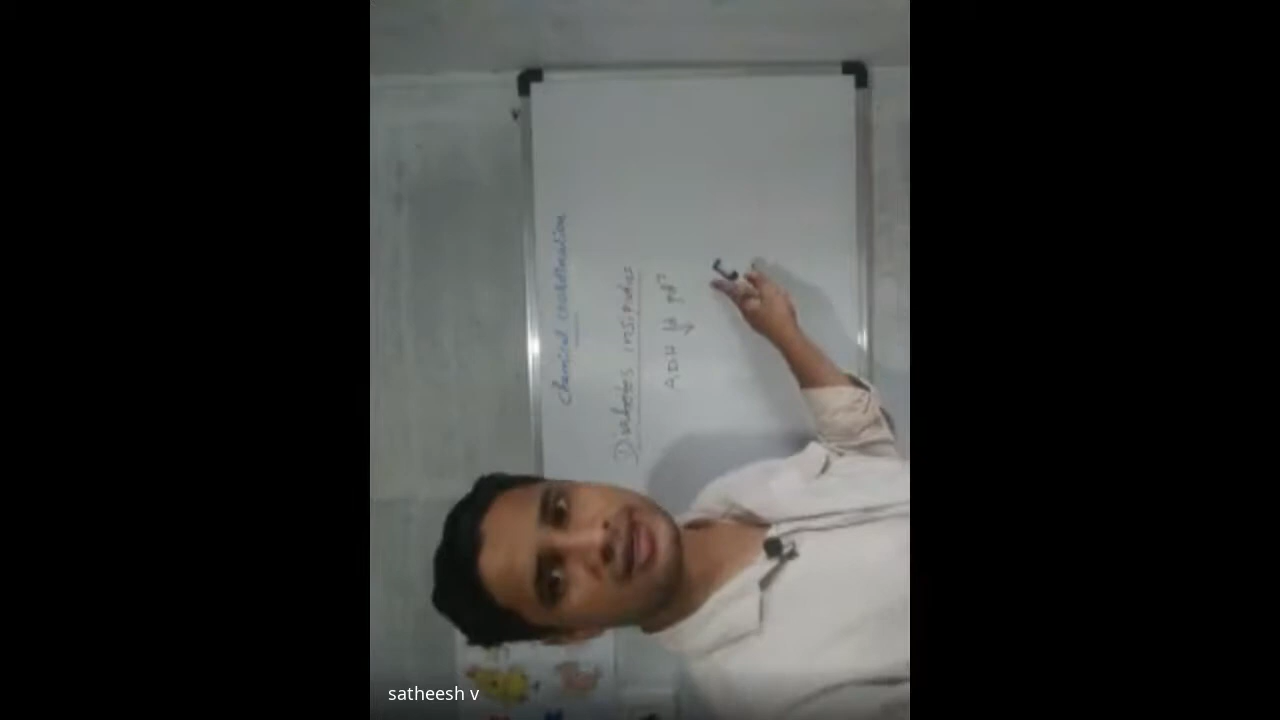 chemical coordination
Diabetes insipidus
ADH
satheesh v